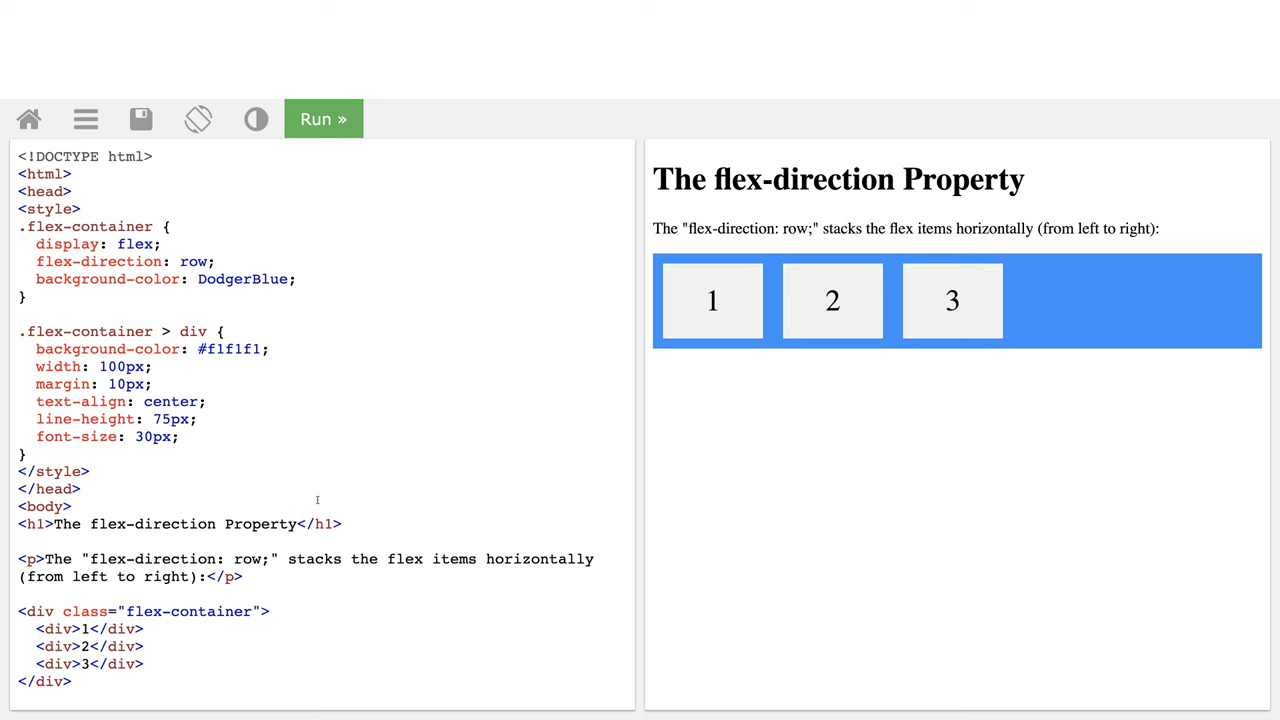 Run »
<!DOCTYPE html>
<html>
<head>
<style>
.flex-container {
  display: flex;
  flex-direction: row;
  background-color: DodgerBlue;
}

.flex-container > div {
  background-color: #f1f1f1;
  width: 100px;
  margin: 10px;
  text-align: center;
  line-height: 75px;
  font-size: 30px;
}
</style>
</head>
<body>
<h1>The flex-direction Property</h1>

<p>The "flex-direction: row;" stacks the flex items horizontally
(from left to right):</p>

<div class="flex-container">
  <div>1</div>
  <div>2</div>
  <div>3</div>
</div>
The flex-direction Property
The "flex-direction: row;" stacks the flex items horizontally (from left to right):
1 2 3